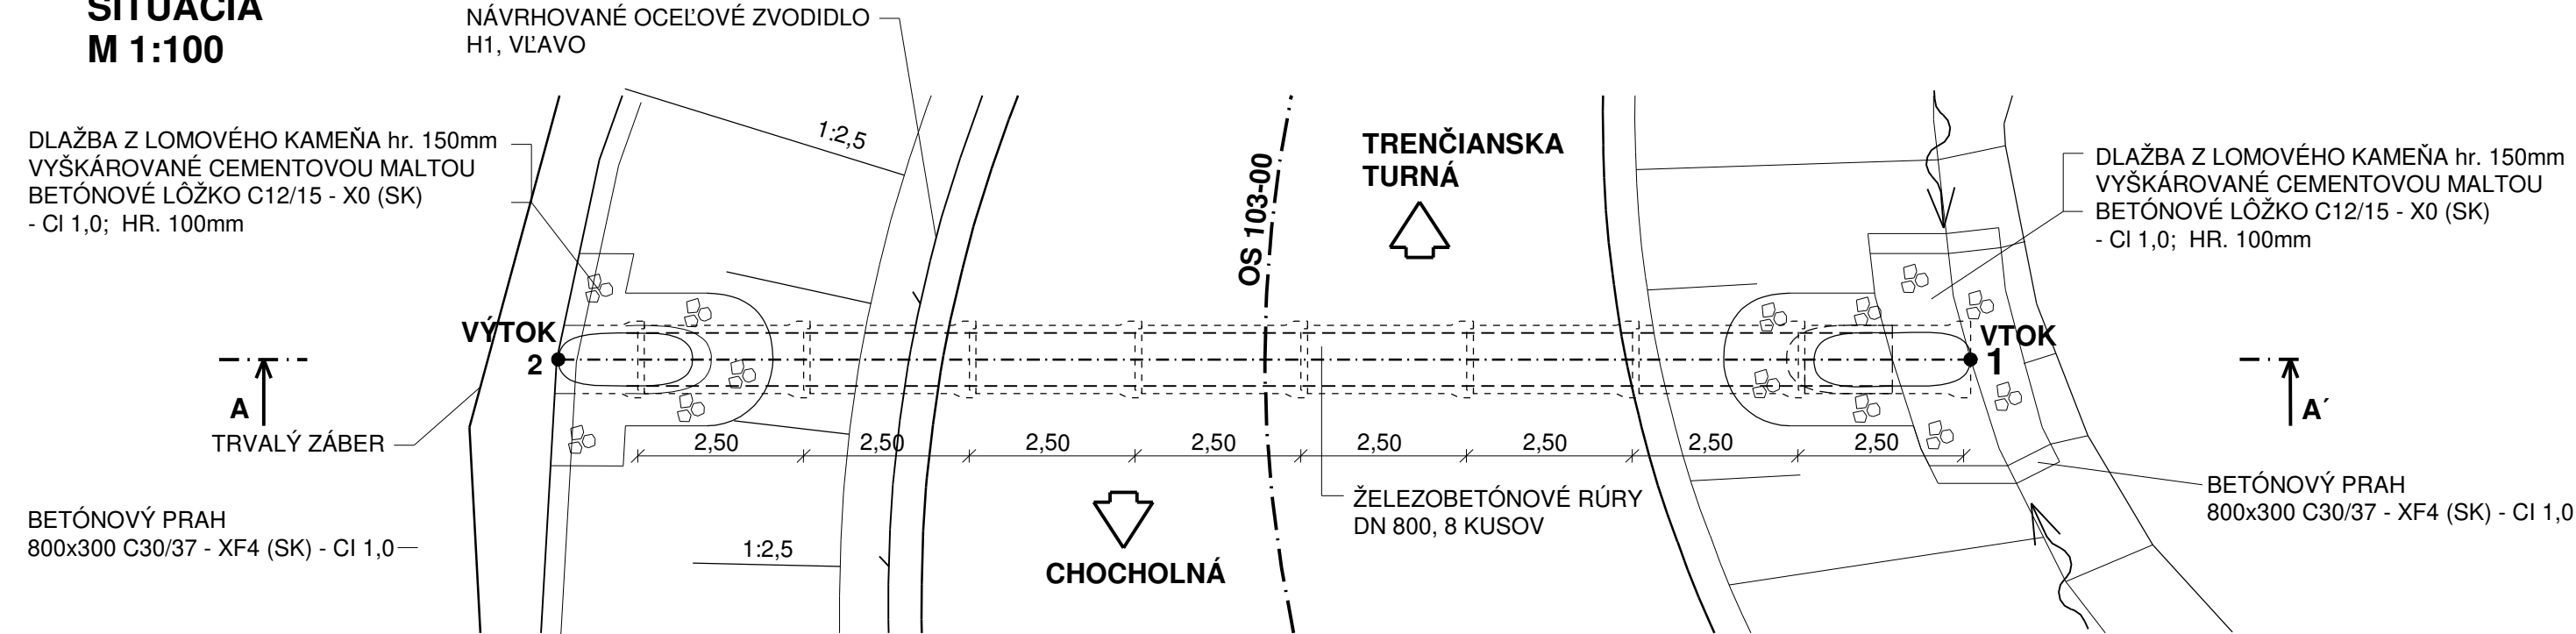 SITUÁCIA
M 1:100
NÁVRHOVANÉ OCEĽOVÉ ZVODIDLO
H1, VĽAVO
DLAŽBA Z LOMOVÉHO KAMEŇA hr. 150mm
VYŠKÁROVANÉ CEMENTOVOU MALTOU
BETÓNOVÉ LÔŽKO C12/15 - X0 (SK)
- Cl 1,0;  HR. 100mm
1:2,5
OS 103-00
TRENČIANSKA
TURNÁ
DLAŽBA Z LOMOVÉHO KAMEŇA hr. 150mm
VYŠKÁROVANÉ CEMENTOVOU MALTOU
BETÓNOVÉ LÔŽKO C12/15 - X0 (SK)
- Cl 1,0;  HR. 100mm
VÝTOK
2
VTOK
1
A
A´
TRVALÝ ZÁBER
2,50
2,50
2,50
2,50
2,50
2,50
2,50
2,50
ŽELEZOBETÓNOVÉ RÚRY
DN 800, 8 KUSOV
BETÓNOVÝ PRAH
800x300 C30/37 - XF4 (SK) - Cl 1,0
BETÓNOVÝ PRAH
800x300 C30/37 - XF4 (SK) - Cl 1,0
1:2,5
CHOCHOLNÁ